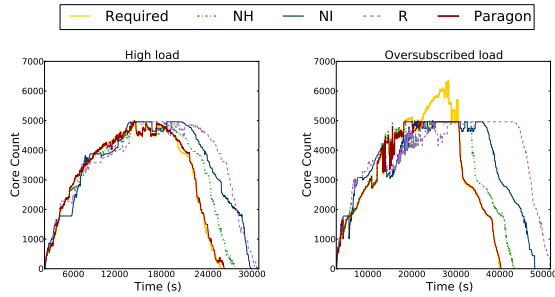 Required NH NI R Paragon
High load
7000
6000
5000
4000
3000
2000
1000
0
Core Count
6000 12000 18000 24000 30000
Time (s)
Oversubscribed load
7000
6000
5000
4000
3000
2000
1000
0
Core Count
10000 20000 30000 40000 50000
Time (s)